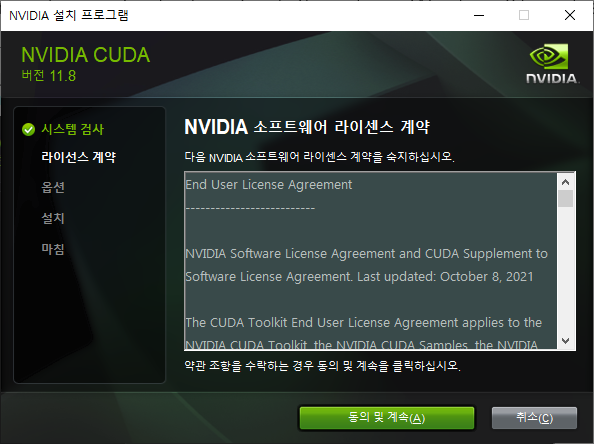 NVIDIA 설치 프로그램
NVIDIA CUDA
버전 11.8
NVIDIA.
시스템 검사
라이선스 계약
옵션
설치
마침
NVIDIA 소프트웨어 라이센스 계약
다음 NVIDIA 소프트웨어 라이센스 계약을 숙지하십시오.
End User License Agreement
--------------------------
NVIDIA Software License Agreement and CUDA Supplement to
Software License Agreement. Last updated: October 8, 2021
The CUDA Toolkit End User License Agreement applies to the
NVIDIA CUDA Toolkit, the NVIDIA CUDA Samples, the NVIDIA
약관 조항을 수락하는 경우 동의 및 계속을 클릭하십시오.
동의 및 계속(A)
취소(C)